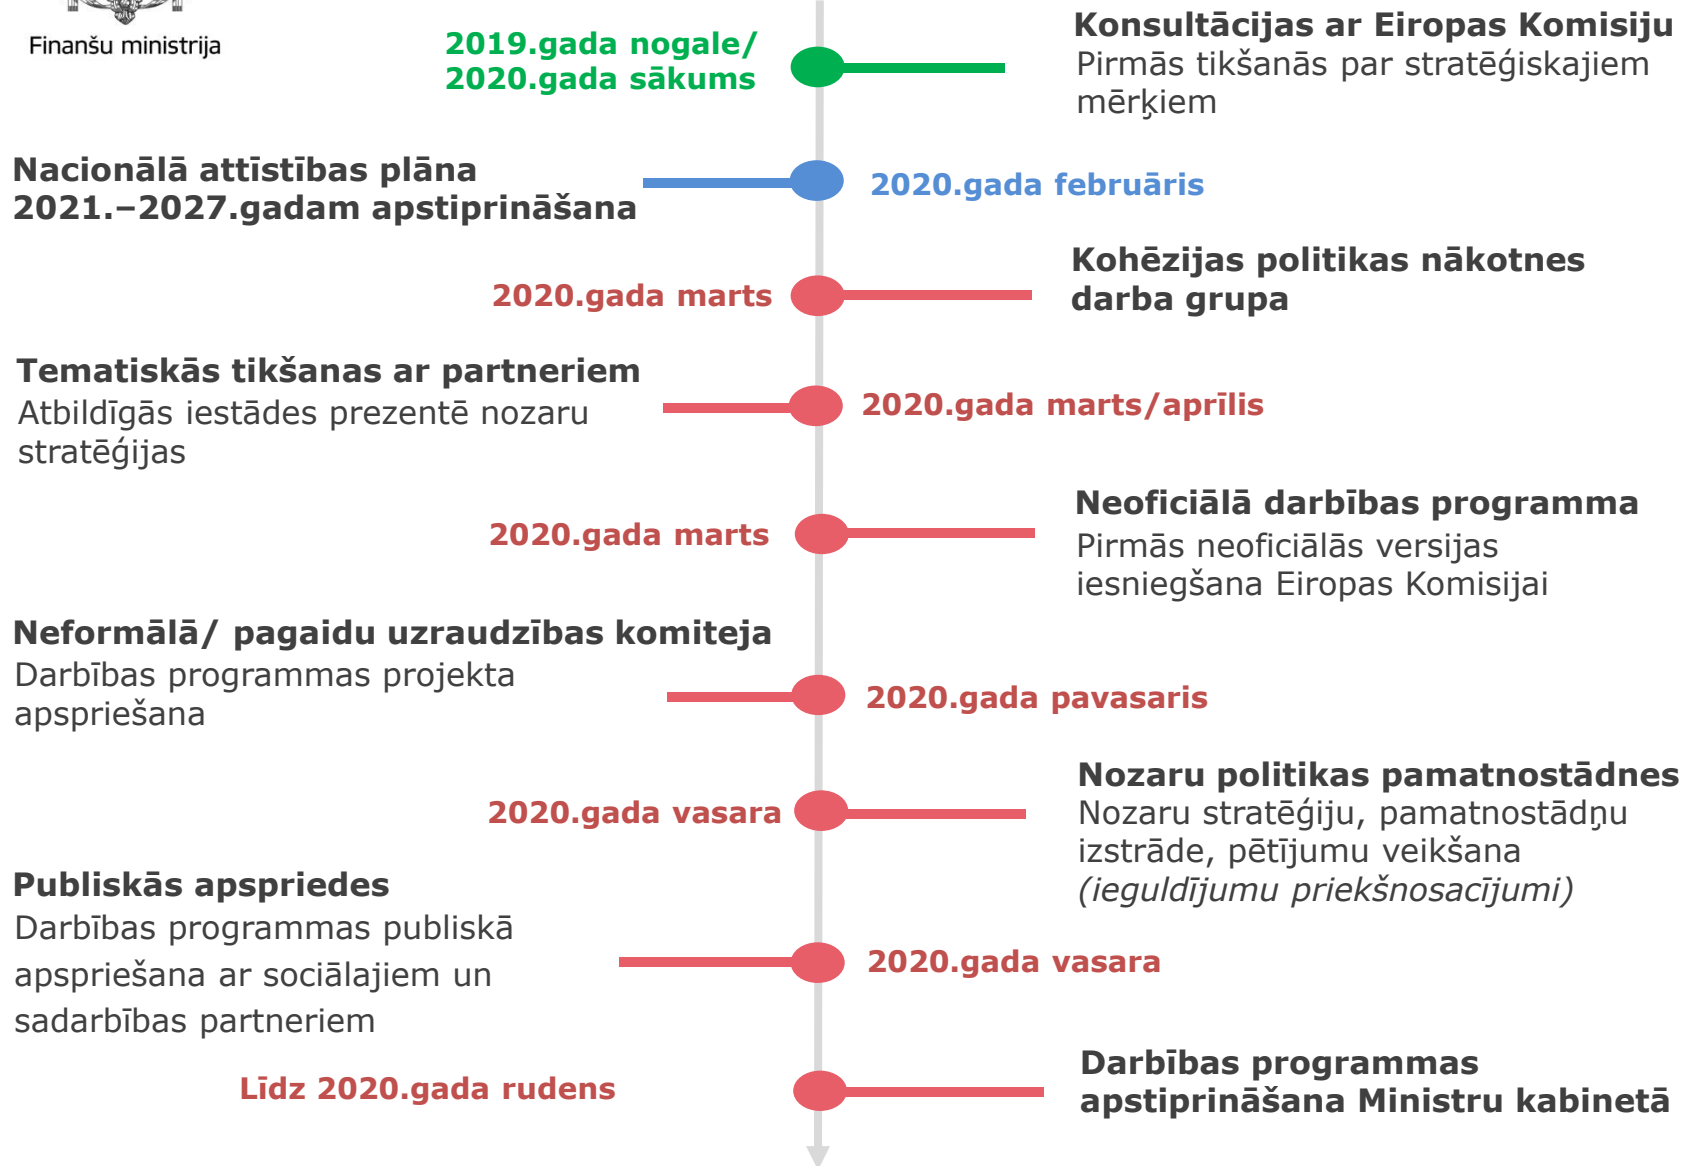 Finanšu ministrija
2019.gada nogale/
2020.gada sākums
Konsultācijas ar Eiropas Komisiju
Pirmās tikšanās par stratēģiskajiem
mērķiem
Nacionālā attīstības plāna
2021.–2027.gadam apstiprināšana
2020.gada februāris
2020.gada marts
Kohēzijas politikas nākotnes
darba grupa
Tematiskās tikšanas ar partneriem
Atbildīgās iestādes prezentē nozaru
stratēģijas
2020.gada marts/aprīlis
2020.gada marts
Neoficiālā darbības programma
Pirmās neoficiālās versijas
iesniegšana Eiropas Komisijai
Neformālā/ pagaidu uzraudzības komiteja
Darbības programmas projekta
apspriešana
2020.gada pavasaris
2020.gada vasara
Nozaru politikas pamatnostādnes
Nozaru stratēģiju, pamatnostādņu
izstrāde, pētījumu veikšana
(ieguldījumu priekšnosacījumi)
Publiskās apspriedes
Darbības programmas publiskā
apspriešana ar sociālajiem un
sadarbības partneriem
2020.gada vasara
Līdz 2020.gada rudens
Darbības programmas
apstiprināšana Ministru kabinetā